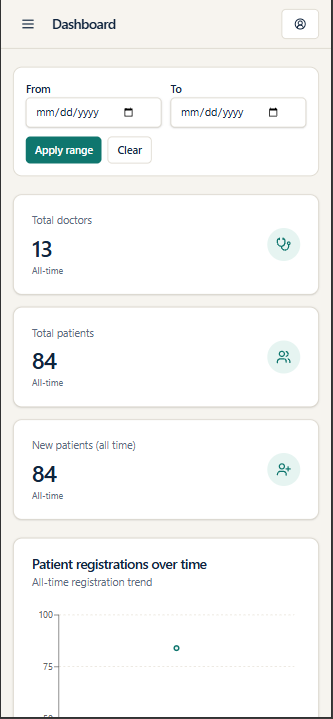 Dashboard
From To
mm/dd/yyyy mm/dd/yyyy
Apply range Clear
Total doctors
13
All-time
Total patients
84
All-time
New patients (all time)
84
All-time
Patient registrations over time
All-time registration trend
100
75
50